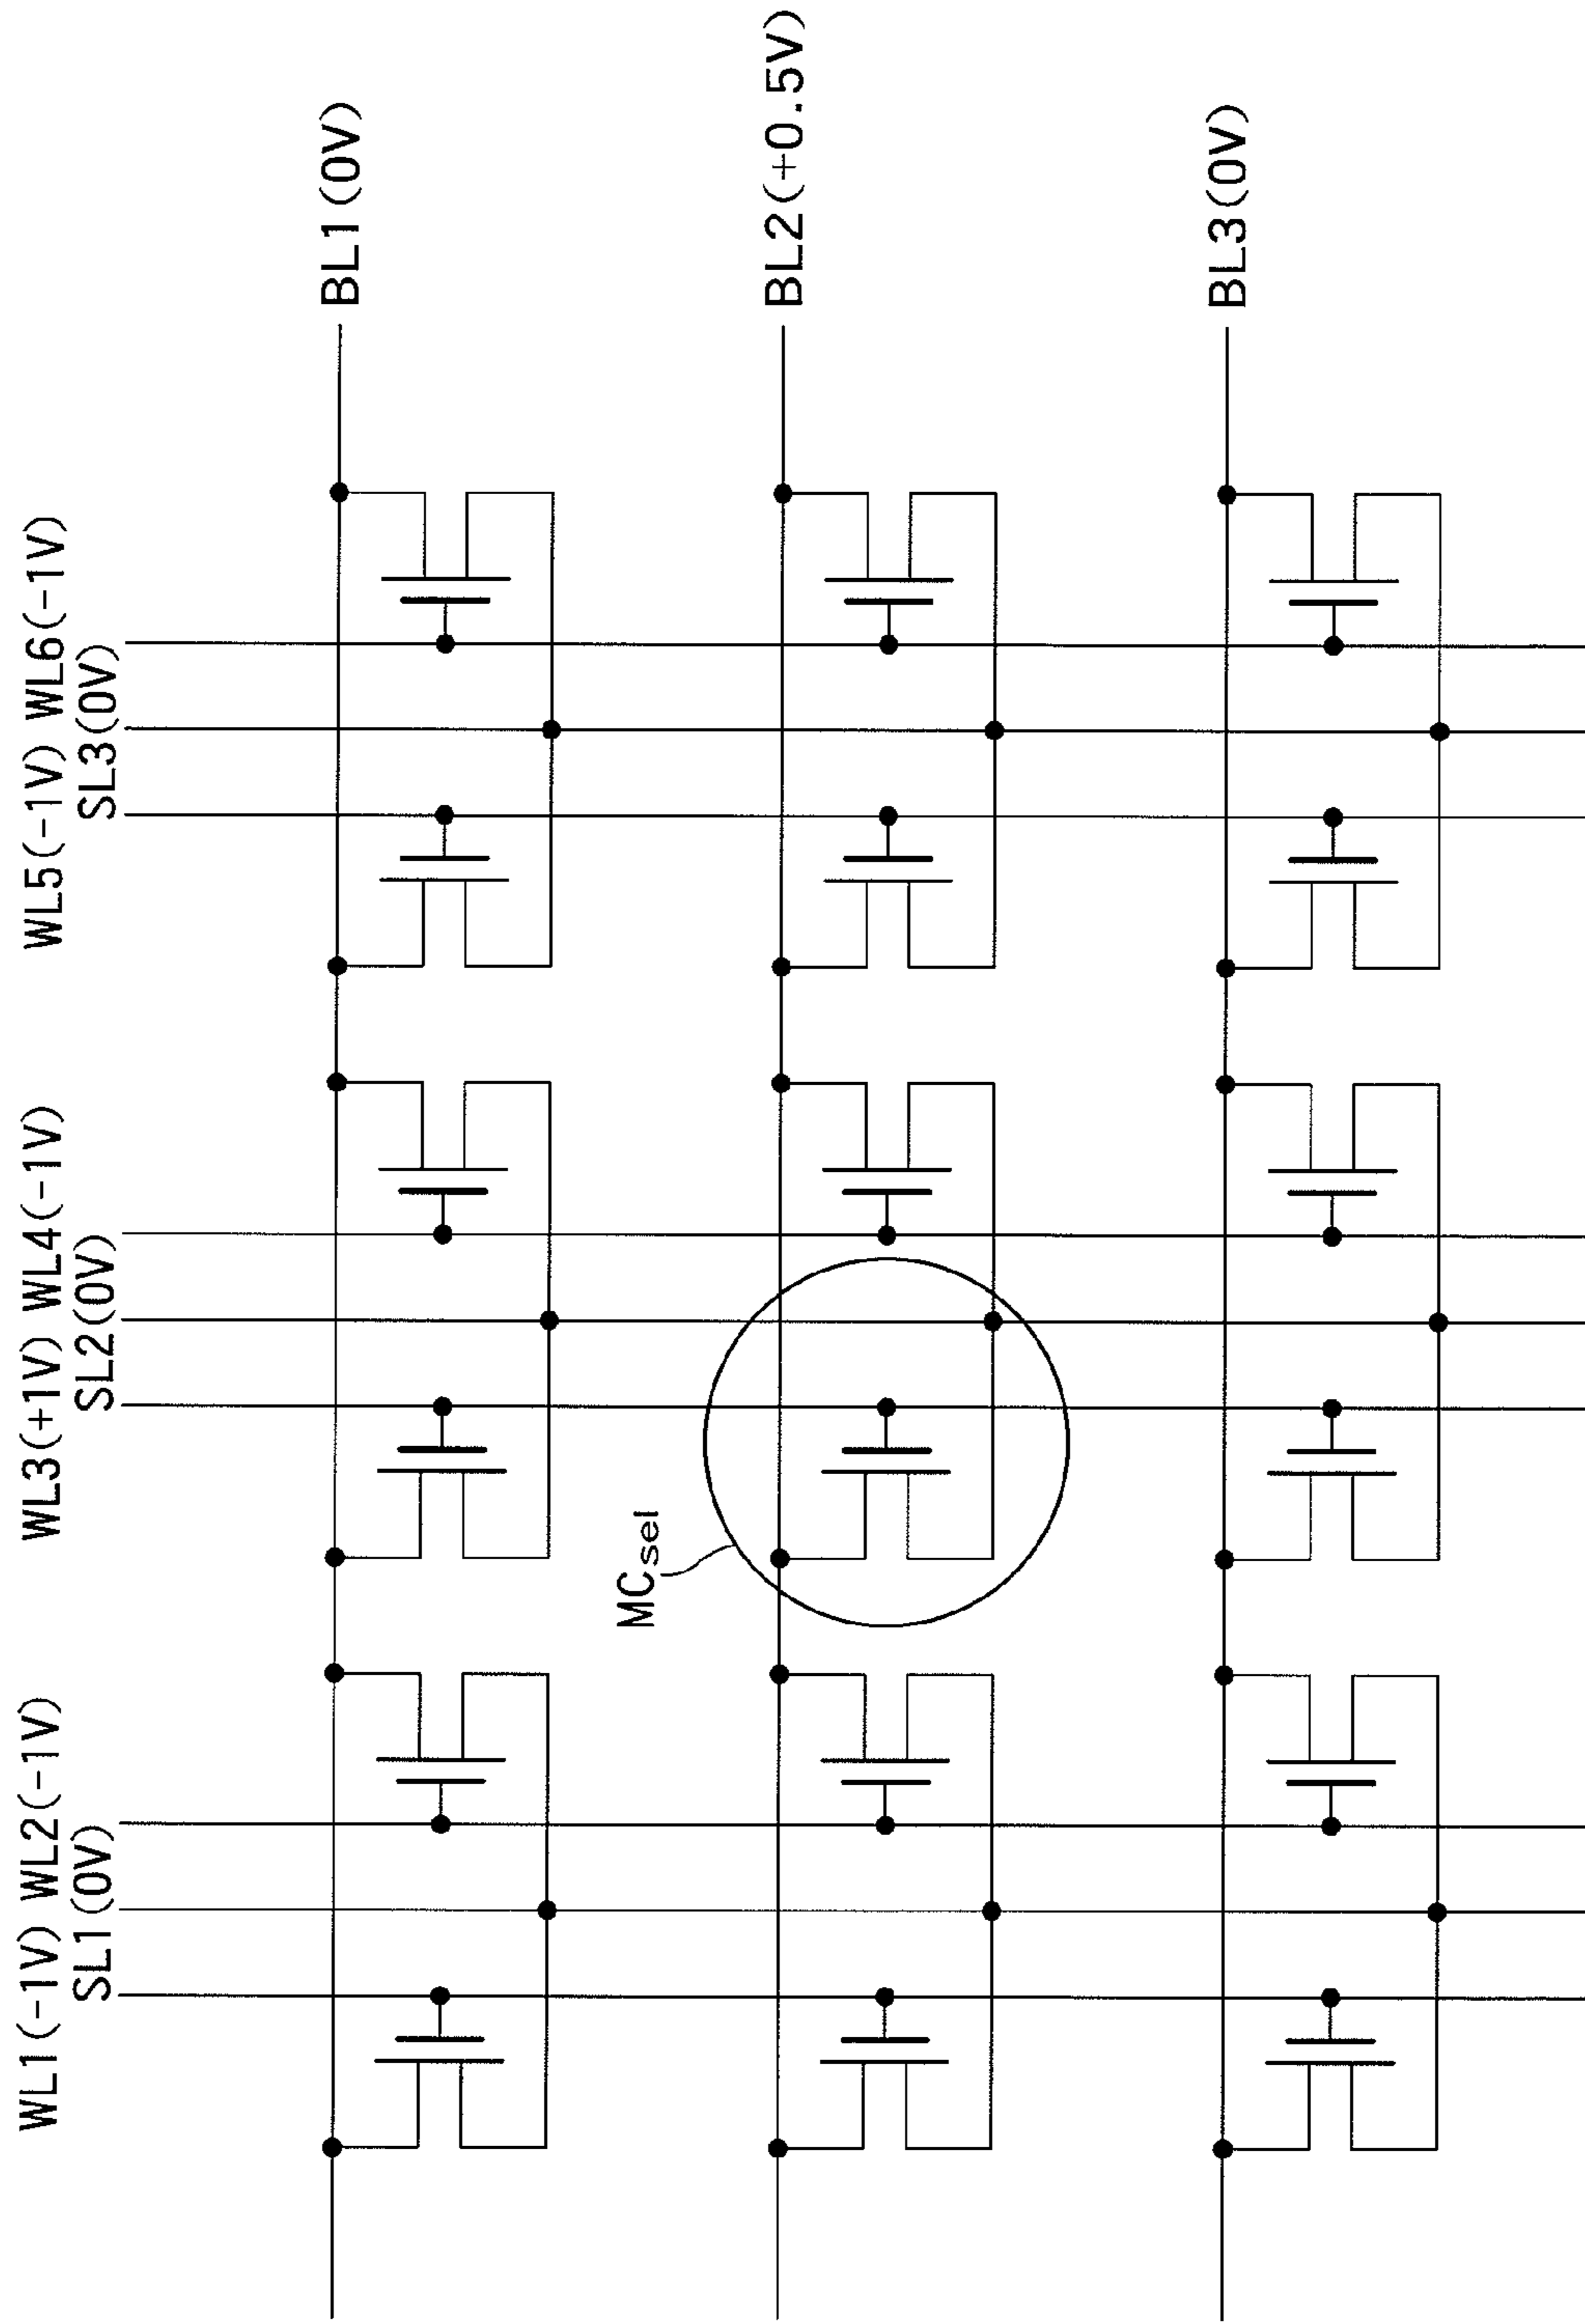 WL1(-1V) WL2(-1V)
SL1(0V)
WL3(+1V) WL4(-1V)
SL2(0V)
WL5(-1V) WL6(-1V)
SL3(0V)
BL1(0V)
MCsel
BL2(+0.5V)
BL3(0V)